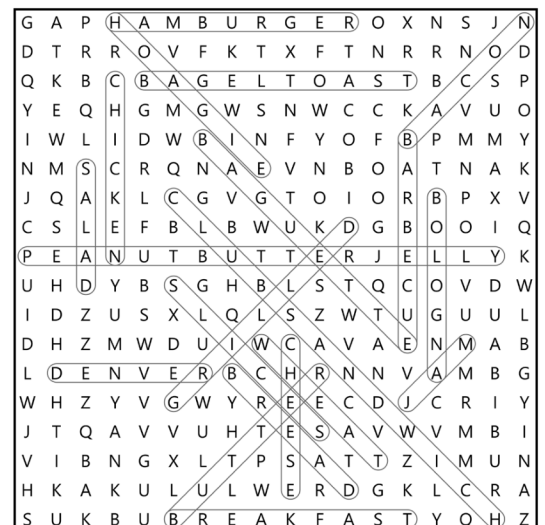 G A P H A M B U R G E R O X N S J N
D T R R O V F K T X F T N R R N O D
Q K B C B A G E L T O A S T B C S P
Y E Q H G M G W S N W C C K A V U O
I W L I D W B I N F Y O F B P M M Y
N M S C R Q N A E V N B O A T N A K
J Q A K L C G V G T O I O R B P X V
C S L E F B L B W U K D G B O O I Q
P E A N U T B U T T E R J E L L Y K
U H D Y B S G H B L S T Q C O V D W
I D Z U S X L Q L S Z W T U G U U L
D H Z M W D U I W C A V A E N M A B
L D E N V E R B C H R N N V A M B G
W H Z Y V G W Y R E E C D J C R I Y
J T Q A V V U H T E S A V W V M B I
V I B N G X L T P S A T T Z I M U N
H K A K U L U L W E R D G K L C R A
S U K B U B R E A K F A S T Y O H Z